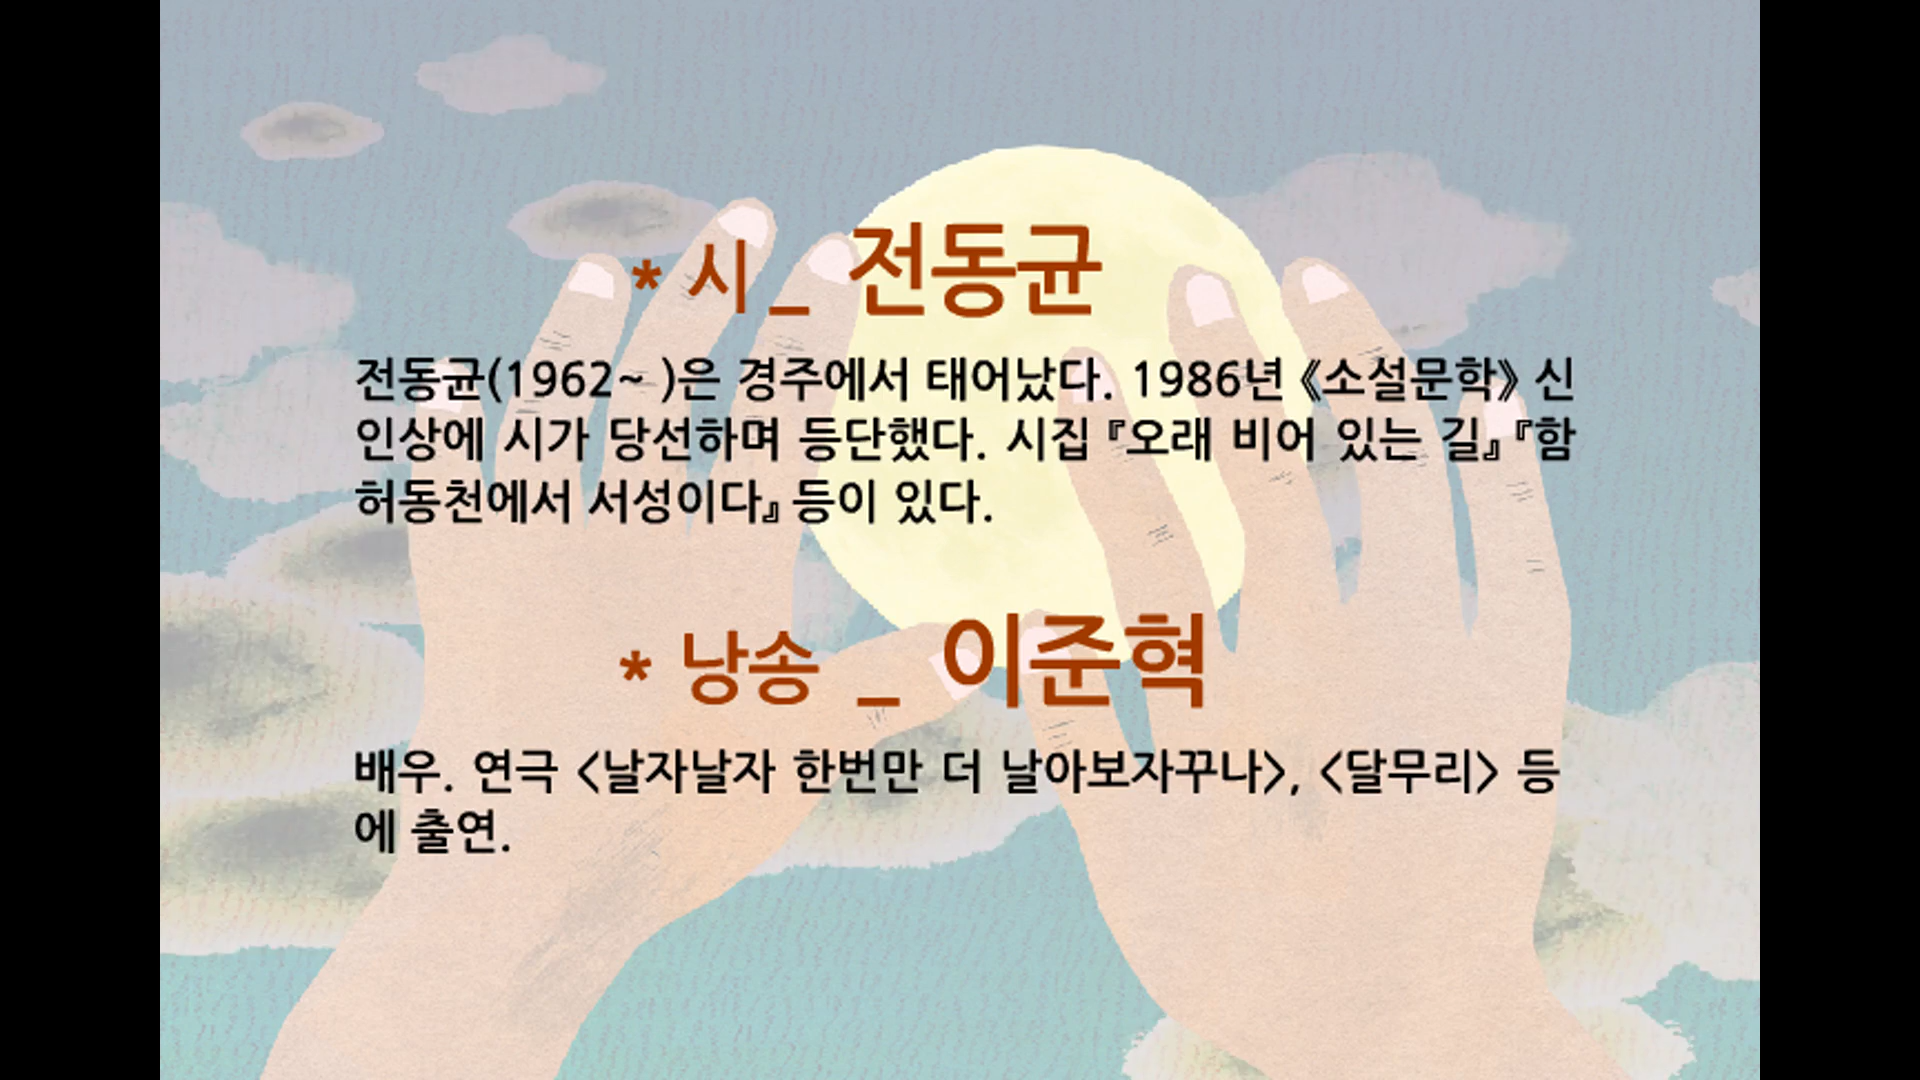 * 시 _ 전동균
전동균(1962~ )은 경주에서 태어났다. 1986년 《소설문학》 신
인상에 시가 당선하며 등단했다. 시집 『오래 비어 있는 길』 『함
허동천에서 서성이다』 등이 있다.
* 낭송 _ 이준혁
배우. 연극 <날자날자 한번만 더 날아보자꾸나>, <달무리> 등
에 출연.